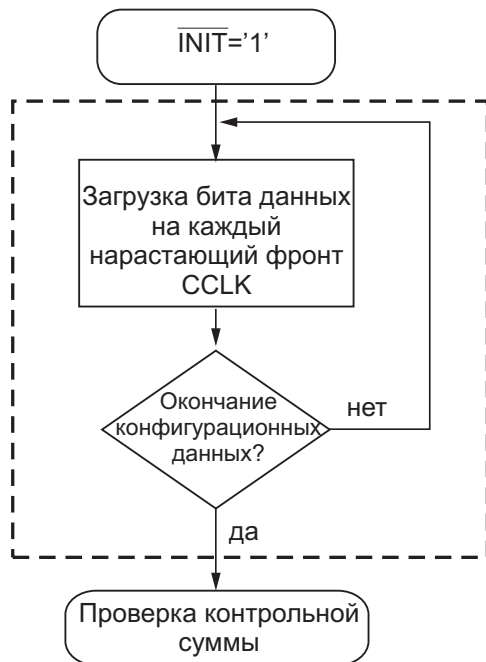 INIT='1'
Загрузка бита данных
на каждый
нарастающий фронт
CCLK
Окончание
конфигурационных
данных?
нет
да
Проверка контрольной
суммы